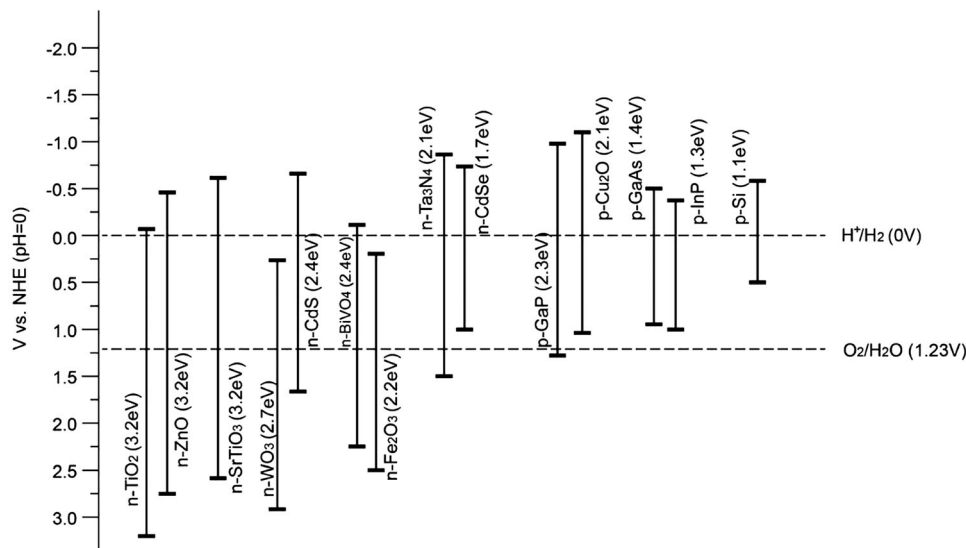 V vs. NHE (pH=0)
-2.0
-1.5
-1.0
-0.5
0.0
0.5
1.0
1.5
2.0
2.5
3.0
n-TiO2 (3.2eV)
n-ZnO (3.2eV)
n-SrTiO3 (3.2eV)
n-WO3 (2.7eV)
n-CdS (2.4eV)
n-BiVO4 (2.4eV)
n-Fe2O3 (2.2eV)
n-Ta3N4 (2.1eV)
n-CdSe (1.7eV)
p-GaP (2.3eV)
p-Cu2O (2.1eV)
p-GaAs (1.4eV)
p-InP (1.3eV)
p-Si (1.1eV)
H+/H2 (0V)
O2/H2O (1.23V)